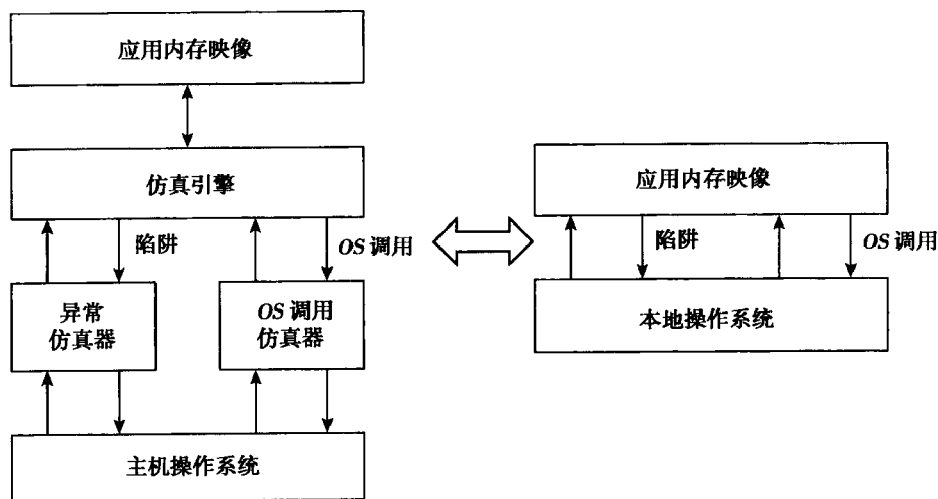 应用内存映像
仿真引擎
陷阱
OS 调用
异常
仿真器
OS 调用
仿真器
主机操作系统
应用内存映像
陷阱
OS 调用
本地操作系统